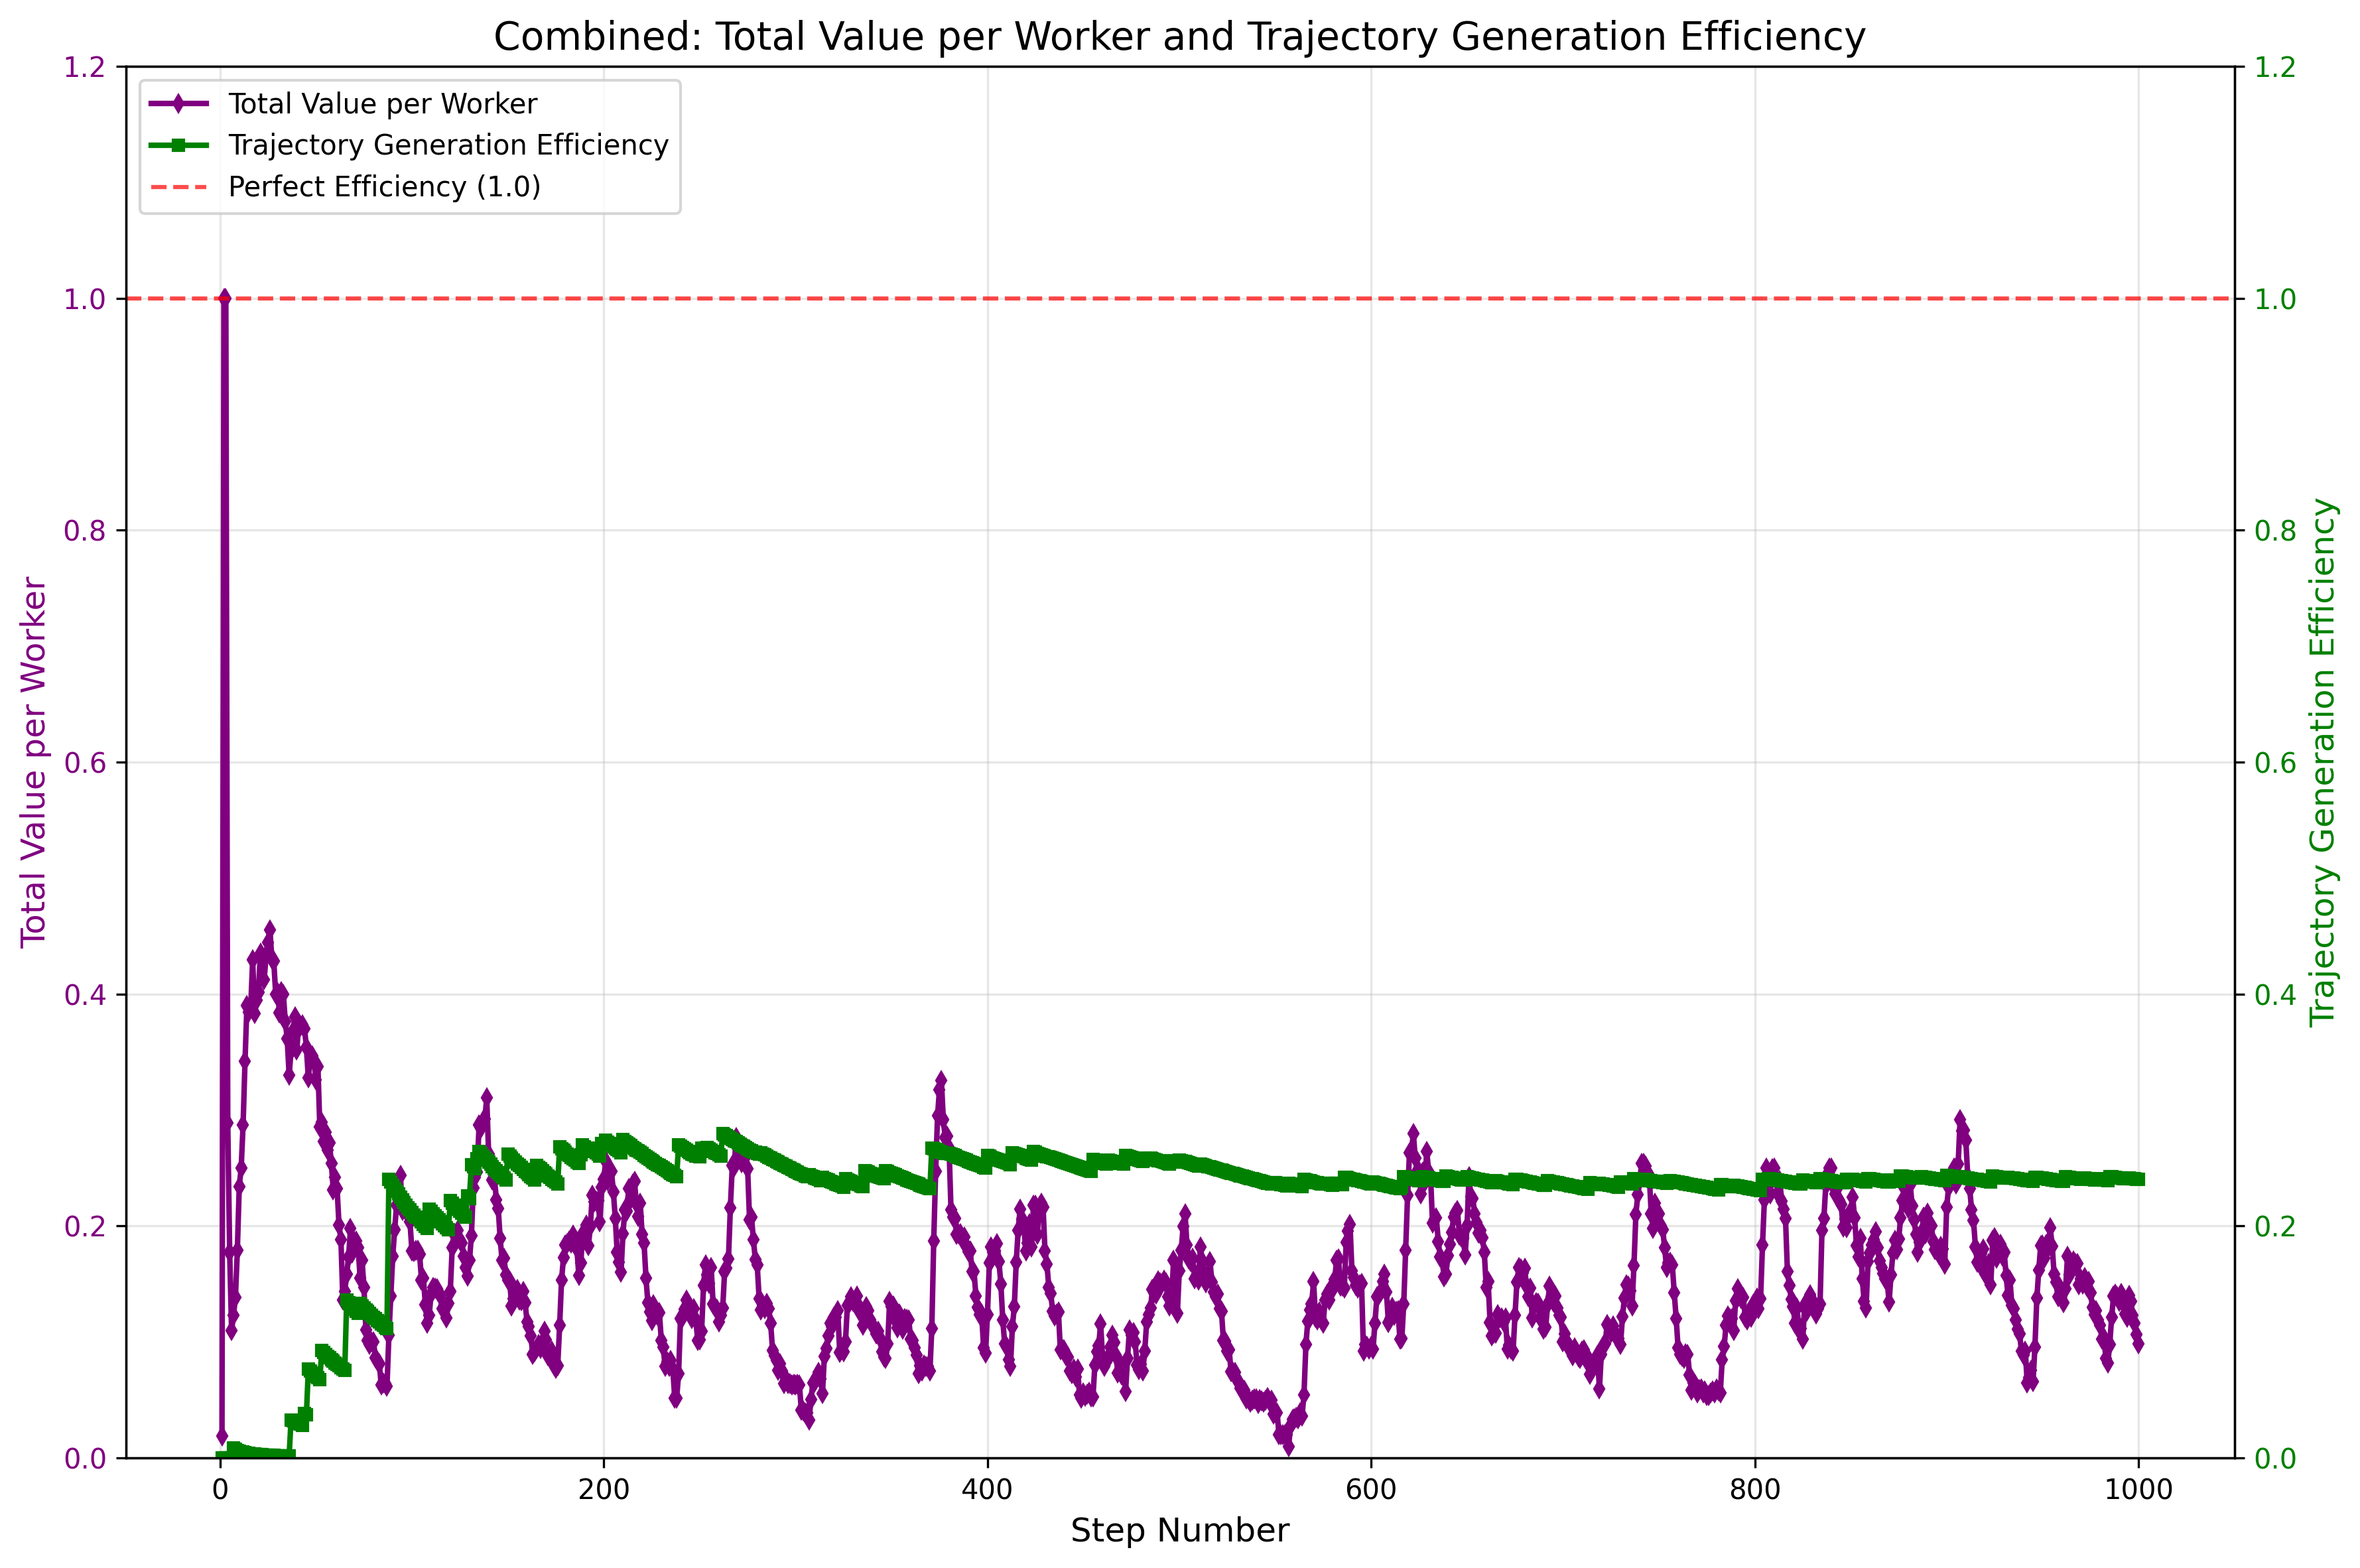 Combined: Total Value per Worker and Trajectory Generation Efficiency
Total Value per Worker
Trajectory Generation Efficiency
Perfect Efficiency (1.0)
1.2
1.0
0.8
0.6
0.4
0.2
0.0
Total Value per Worker
1.2
1.0
0.8
0.6
0.4
0.2
0.0
Trajectory Generation Efficiency
0
200
400
600
800
1000
Step Number